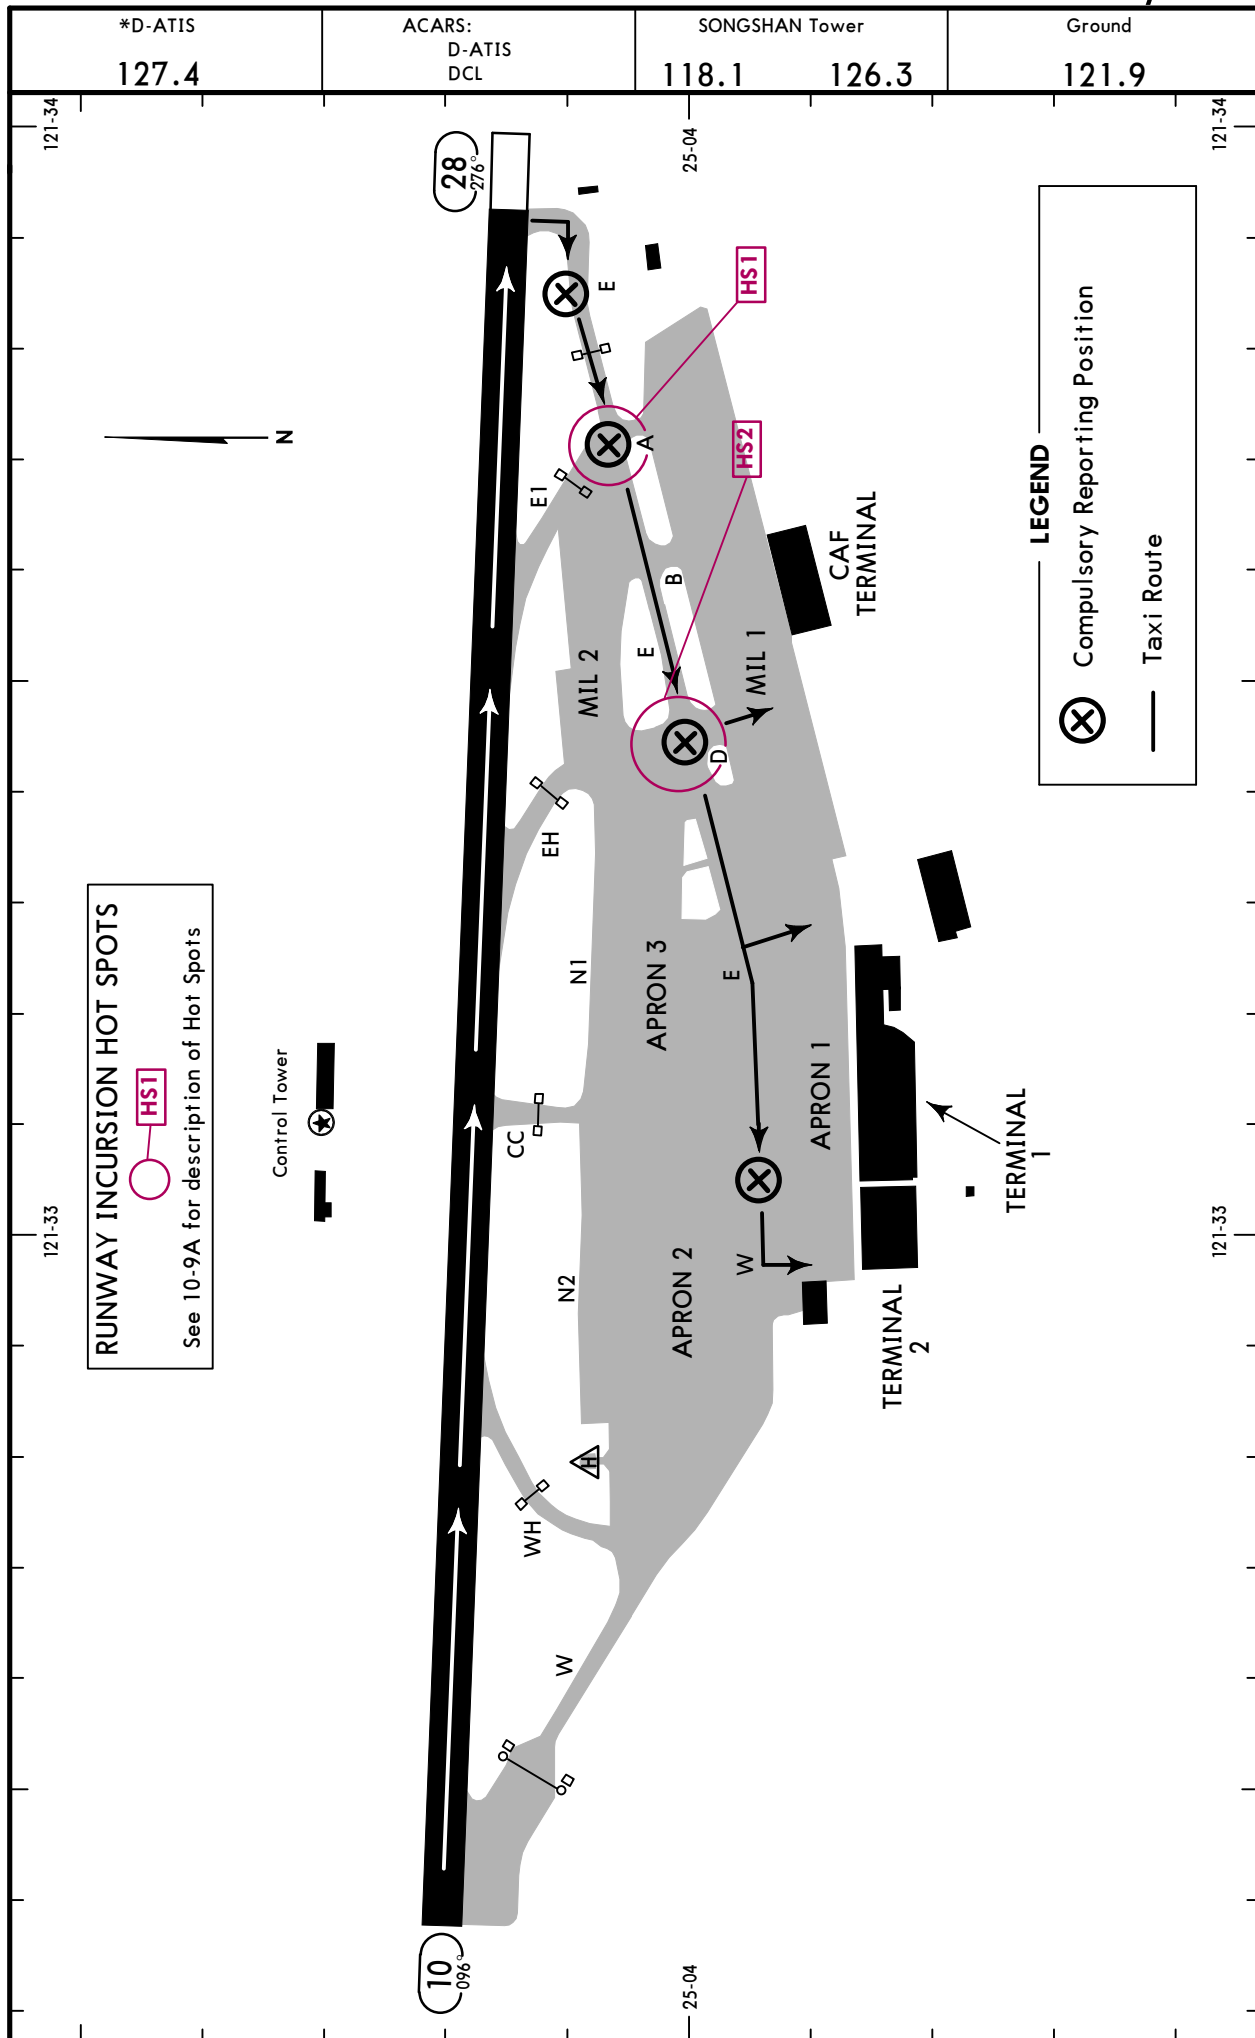 *D-ATIS
127.4
ACARS:
D-ATIS
DCL
SONGSHAN Tower
118.1 126.3
Ground
121.9
121-34
25-04
121-34
28
276°
E
HS1
A
HS2
N
E1
B
E
MIL 2
MIL 1
D
CAF
TERMINAL
LEGEND
Compulsory Reporting Position
Taxi Route
RUNWAY INCURSION HOT SPOTS
HS1
See 10-9A for description of Hot Spots
Control Tower
EH
N1
APRON 3
E
CC
APRON 1
TERMINAL
1
121-33
121-33
N2
APRON 2
W
TERMINAL
2
H
WH
W
10
096°
25-04